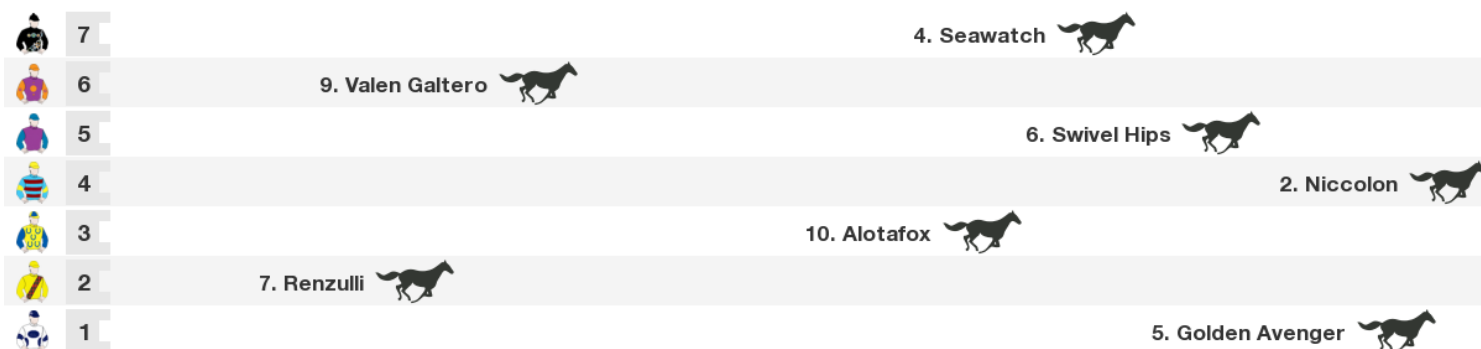 7 4. Seawatch
6 9. Valen Galtero
5 6. Swivel Hips
4 2. Niccolon
3 10. Alotafox
2 7. Renzulli
1 5. Golden Avenger